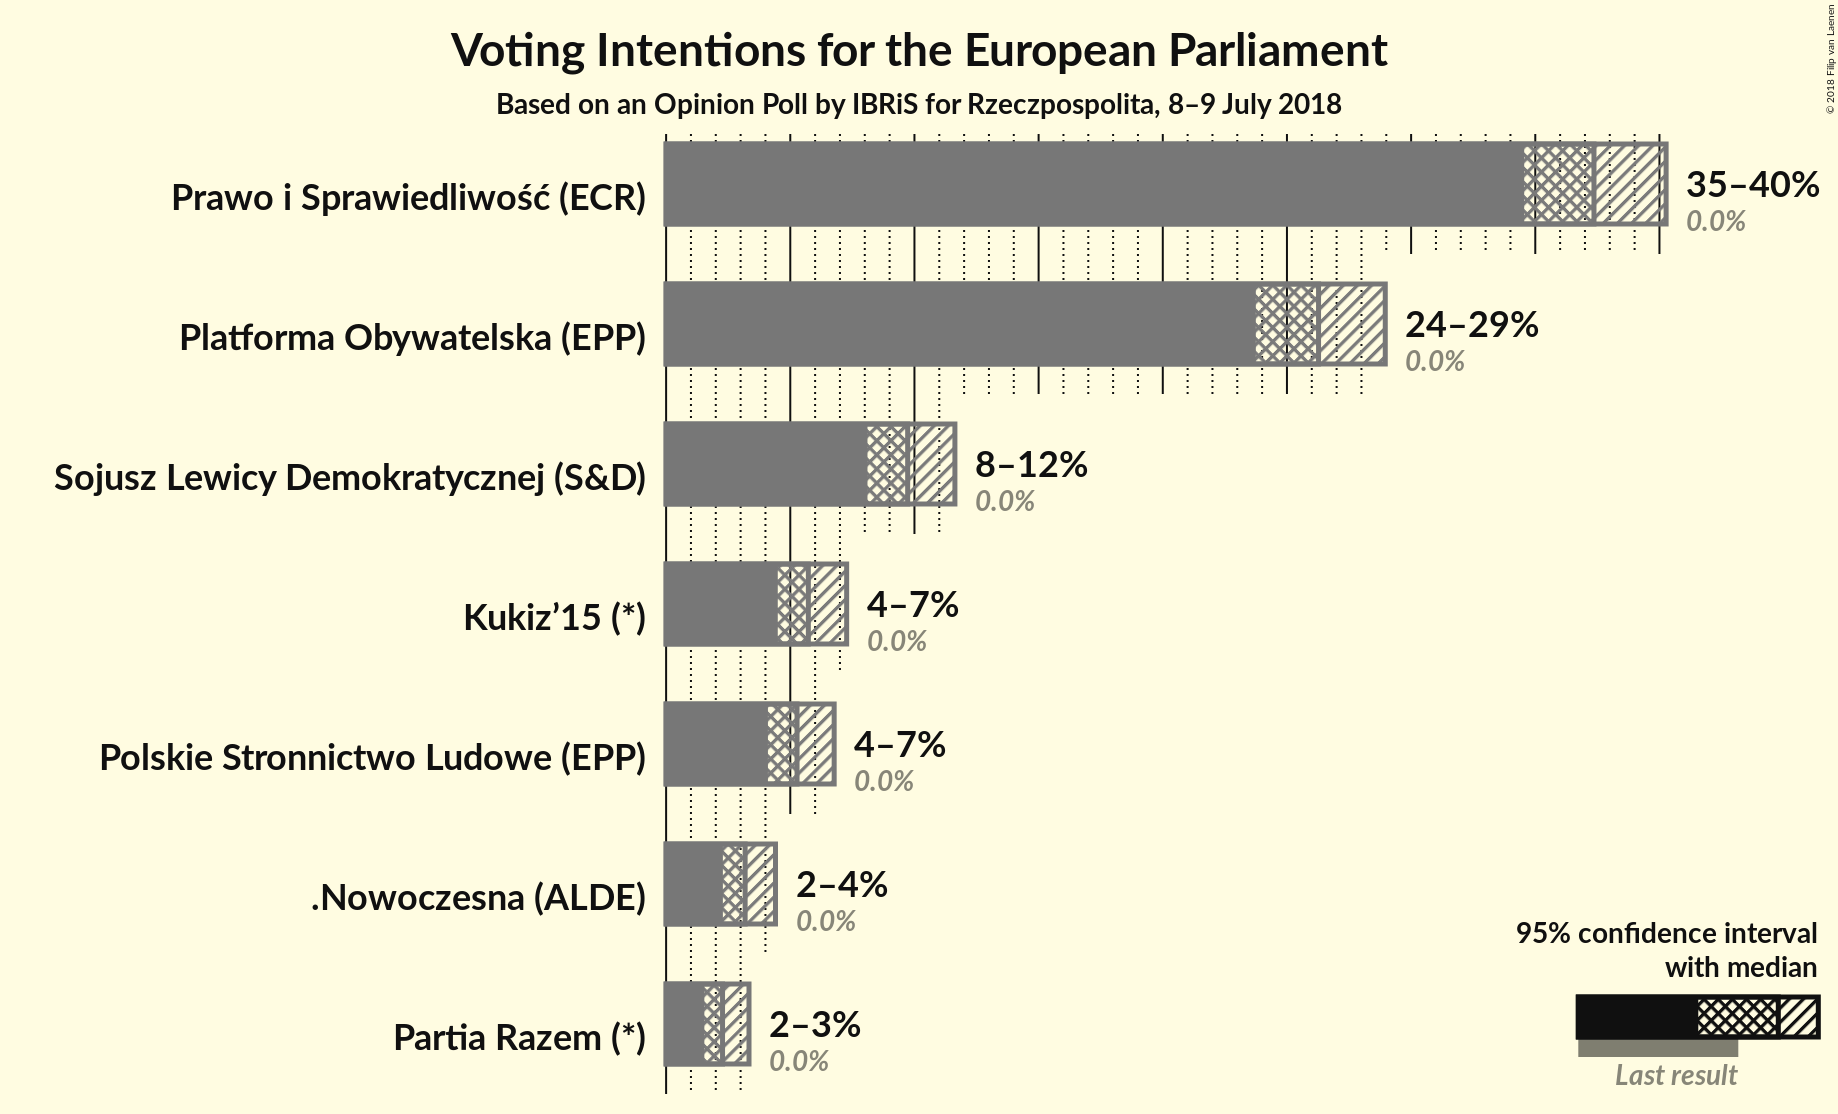 Voting Intentions for the European Parliament
Based on an Opinion Poll by IBRiS for Rzeczpospolita, 8–9 July 2018
© 2018 Filip van Laenen
Prawo i Sprawiedliwość (ECR)
35–40%
0.0%
Platforma Obywatelska (EPP)
24–29%
0.0%
Sojusz Lewicy Demokratycznej (S&D)
8–12%
0.0%
Kukiz’15 (*)
4–7%
0.0%
Polskie Stronnictwo Ludowe (EPP)
4–7%
0.0%
.Nowoczesna (ALDE)
2–4%
0.0%
Partia Razem (*)
2–3%
0.0%
95% confidence interval
with median
Last result